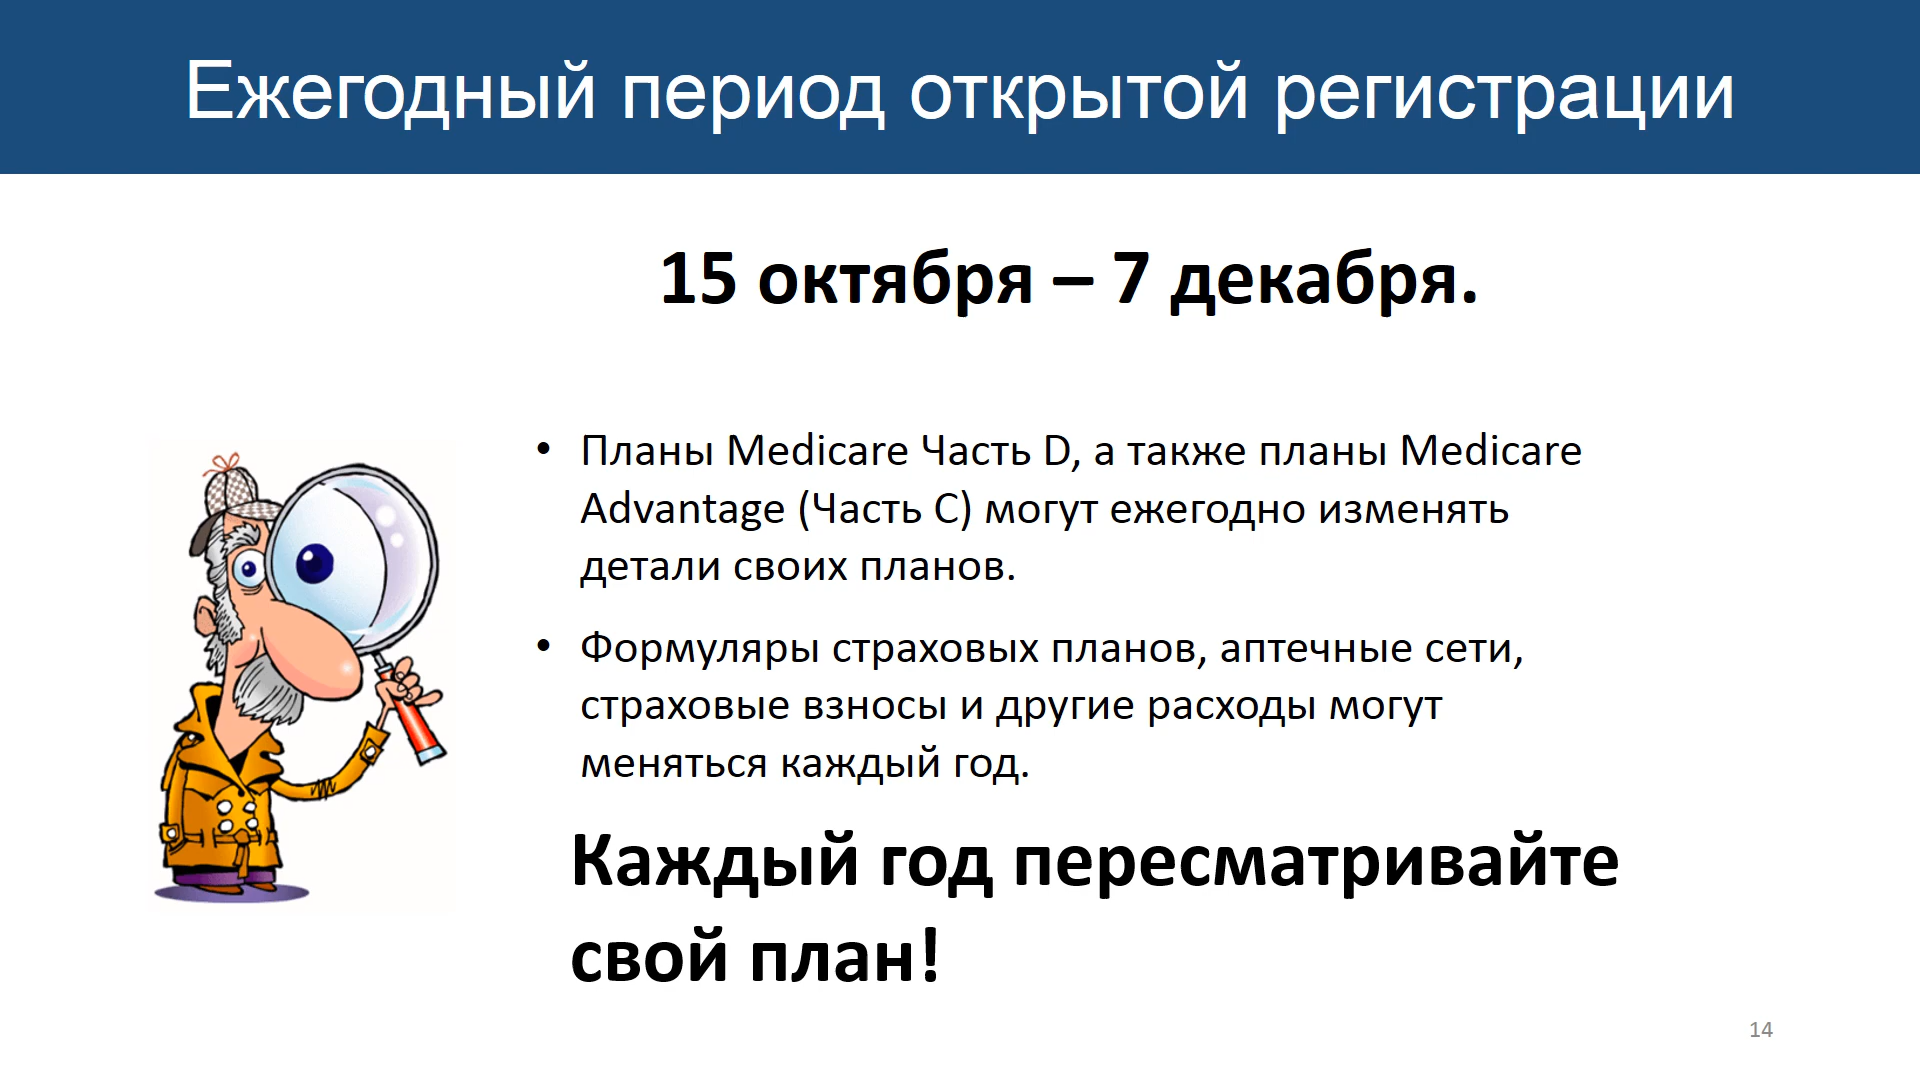 Ежегодный период открытой регистрации
15 октября – 7 декабря.
• Планы Medicare Часть D, а также планы Medicare
Advantage (Часть C) могут ежегодно изменять
детали своих планов.
• Формуляры страховых планов, аптечные сети,
страховые взносы и другие расходы могут
меняться каждый год.
Каждый год пересматривайте
свой план!
14